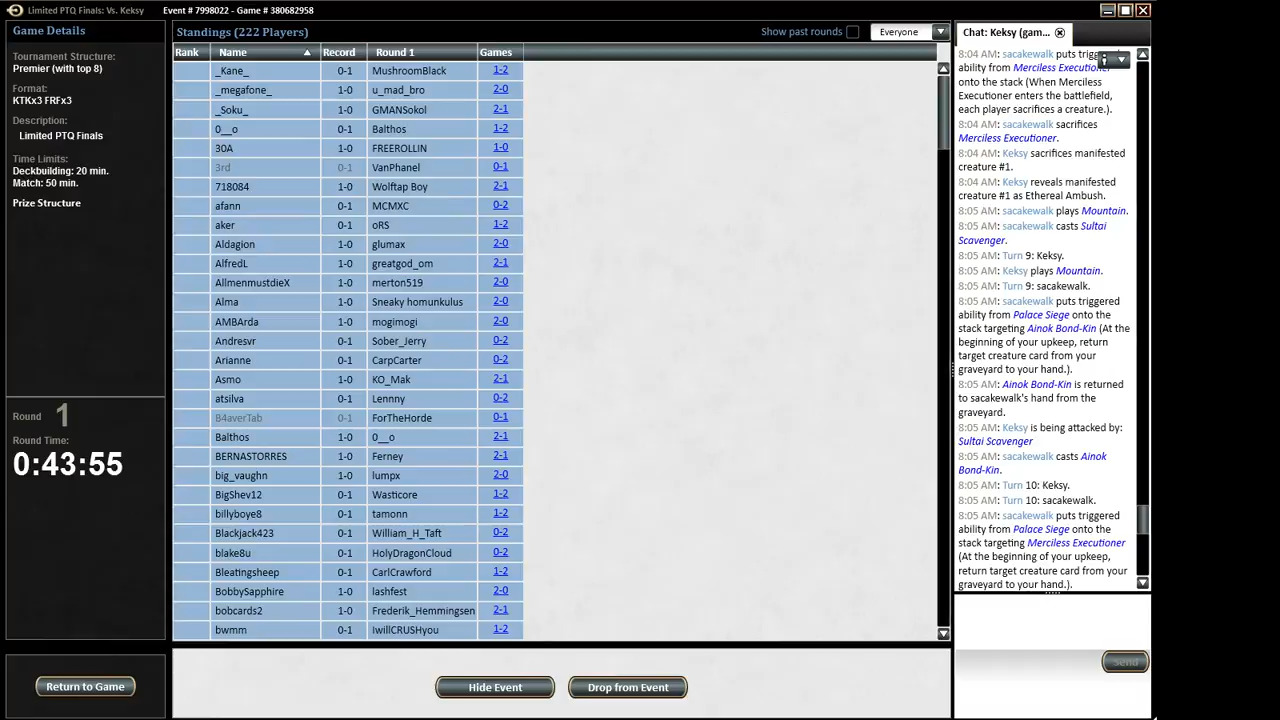 Limited PTQ Finals: Vs. Keksy Event # 7998022 - Game # 380682958
Game Details
Tournament Structure:
Premier (with top 8)
Format:
KTKx3 FRFx3
Description:
Limited PTQ Finals
Time Limits:
Deckbuilding: 20 min.
Match: 50 min.
Prize Structure
Round 1
Round Time:
0:43:55
Return to Game
Standings (222 Players) Show past rounds Everyone
Rank Name Record Round 1 Games
_Kane_ 0-1 MushroomBlack 1-2
_megafone_ 1-0 u_mad_bro 2-0
_Soku_ 1-0 GMANSokol 2-1
0__o 0-1 Balthos 1-2
30A 1-0 FREEROLLIN 1-0
3rd 0-1 VanPhanel 0-1
718084 1-0 Wolftap Boy 2-1
afann 0-1 MCMXC 0-2
aker 0-1 oRS 1-2
Aldagion 1-0 glumax 2-0
AlfredL 1-0 greatgod_om 2-1
AllmenmustdieX 1-0 merton519 2-0
Alma 1-0 Sneaky homunkulus 2-0
AMBArda 1-0 mogimogi 2-0
Andresvr 0-1 Sober_Jerry 0-2
Arianne 0-1 CarpCarter 0-2
Asmo 1-0 KO_Mak 2-1
atsilva 0-1 Lennny 0-2
B4averTab 0-1 ForTheHorde 0-1
Balthos 1-0 0__o 2-1
BERNASTORRES 1-0 Ferney 2-1
big_vaughn 1-0 lumpx 2-0
BigShev12 0-1 Wasticore 1-2
billyboye8 0-1 tamonn 1-2
Blackjack423 0-1 William_H_Taft 0-2
blake8u 0-1 HolyDragonCloud 0-2
Bleatingsheep 0-1 CarlCrawford 1-2
BobbySapphire 1-0 lashfest 2-0
bobcards2 1-0 Frederik_Hemmingsen 2-1
bwmm 0-1 IwillCRUSHyou 1-2
Hide Event Drop from Event
Chat: Keksy (gam...
8:04 AM: sacakewalk puts triggered
ability from Merciless Executioner
onto the stack (When Merciless
Executioner enters the battlefield,
each player sacrifices a creature.).
8:04 AM: sacakewalk sacrifices
Merciless Executioner.
8:04 AM: Keksy sacrifices manifested
creature #1.
8:04 AM: Keksy reveals manifested
creature #1 as Ethereal Ambush.
8:05 AM: sacakewalk plays Mountain.
8:05 AM: sacakewalk casts Sultai
Scavenger.
8:05 AM: Turn 9: Keksy.
8:05 AM: Keksy plays Mountain.
8:05 AM: Turn 9: sacakewalk.
8:05 AM: sacakewalk puts triggered
ability from Palace Siege onto the
stack targeting Ainok Bond-Kin (At the
beginning of your upkeep, return
target creature card from your
graveyard to your hand.).
8:05 AM: Ainok Bond-Kin is returned
to sacakewalk's hand from the
graveyard.
8:05 AM: Keksy is being attacked by:
Sultai Scavenger
8:05 AM: sacakewalk casts Ainok
Bond-Kin.
8:05 AM: Turn 10: Keksy.
8:05 AM: Turn 10: sacakewalk.
8:05 AM: sacakewalk puts triggered
ability from Palace Siege onto the
stack targeting Merciless Executioner
(At the beginning of your upkeep,
return target creature card from your
graveyard to your hand.).
Send